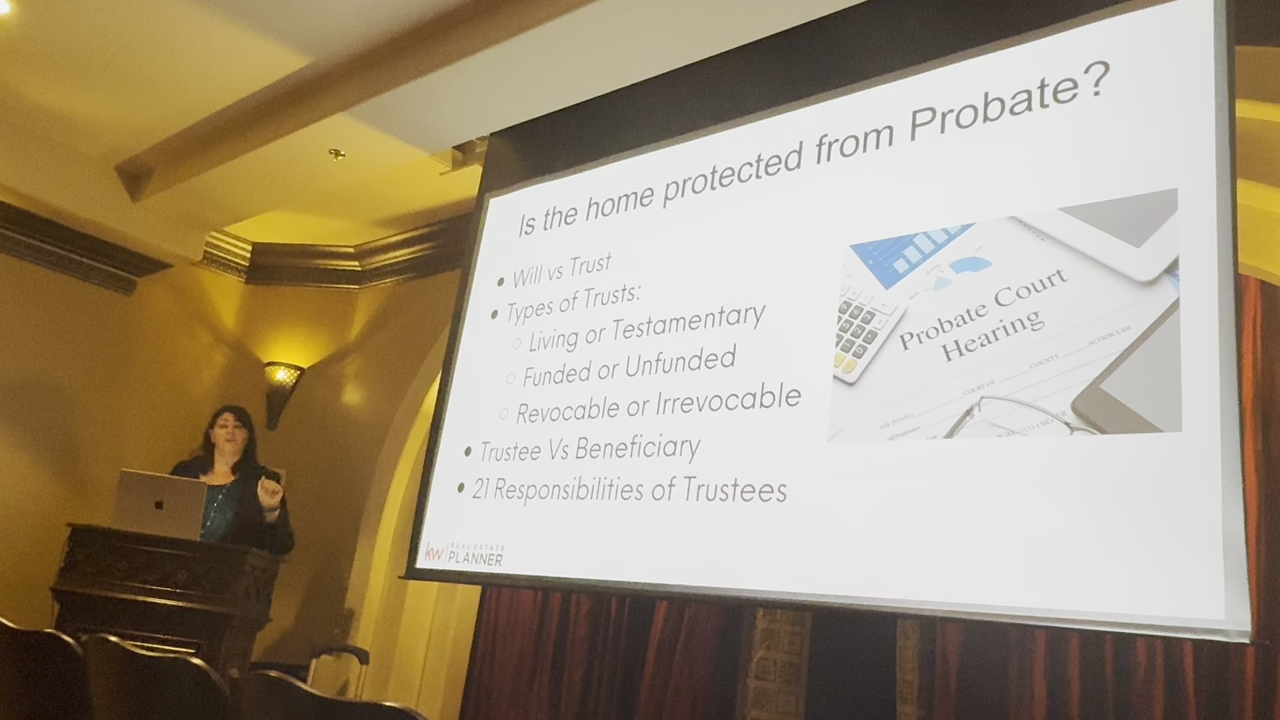 Is the home protected from Probate?
Will vs Trust
Types of Trusts:
Living or Testamentary
Funded or Unfunded
Revocable or Irrevocable
Trustee Vs Beneficiary
21 Responsibilities of Trustees
Probate Court
Hearing
kw REAL ESTATE
PLANNER